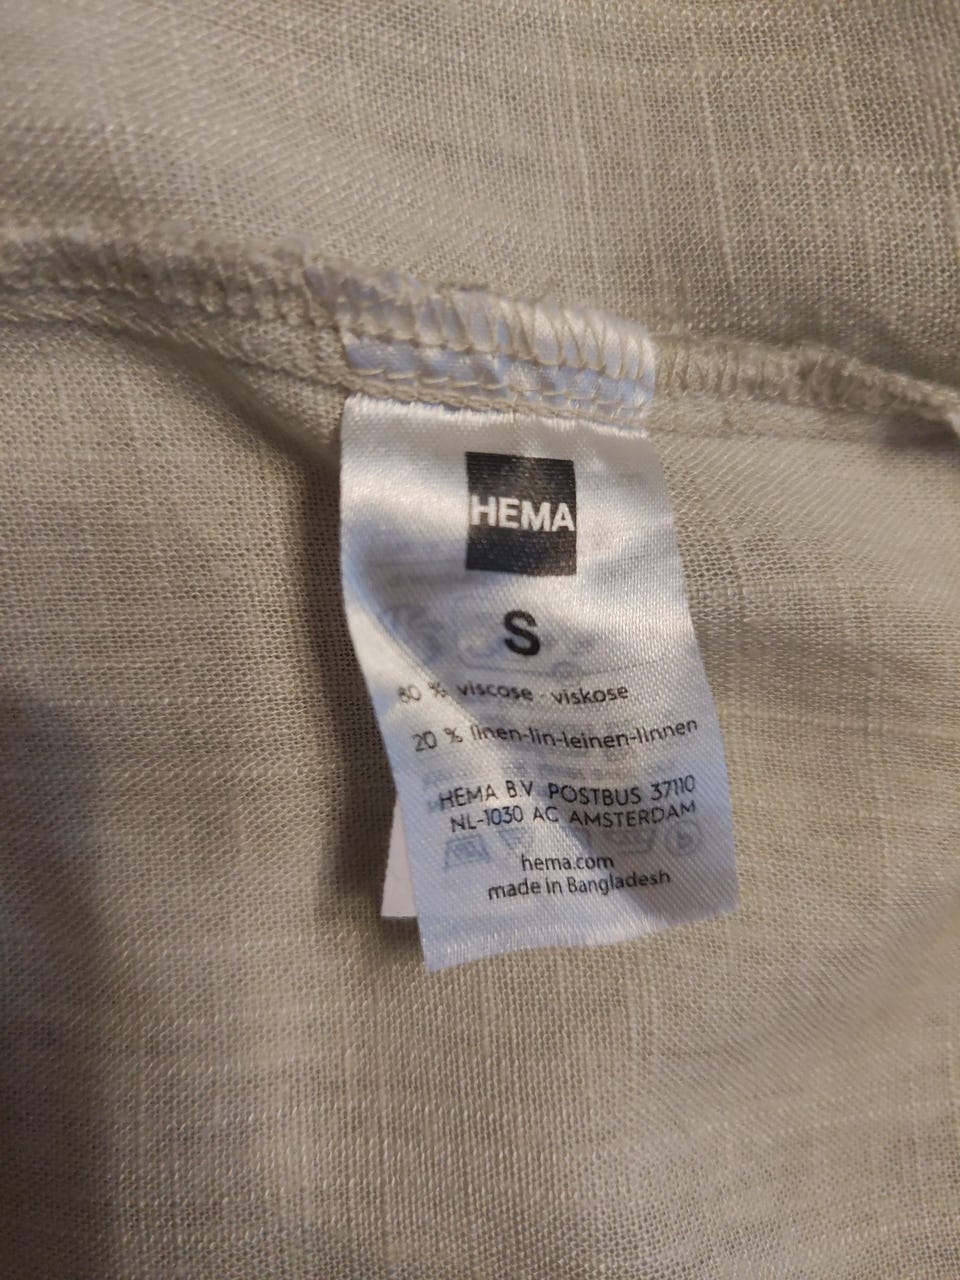 HEMA
S
80 % viscose - viskose
20 % linen-lin-leinen-linnen
HEMA B.V. POSTBUS 37110
NL-1030 AC AMSTERDAM
hema.com
made in Bangladesh